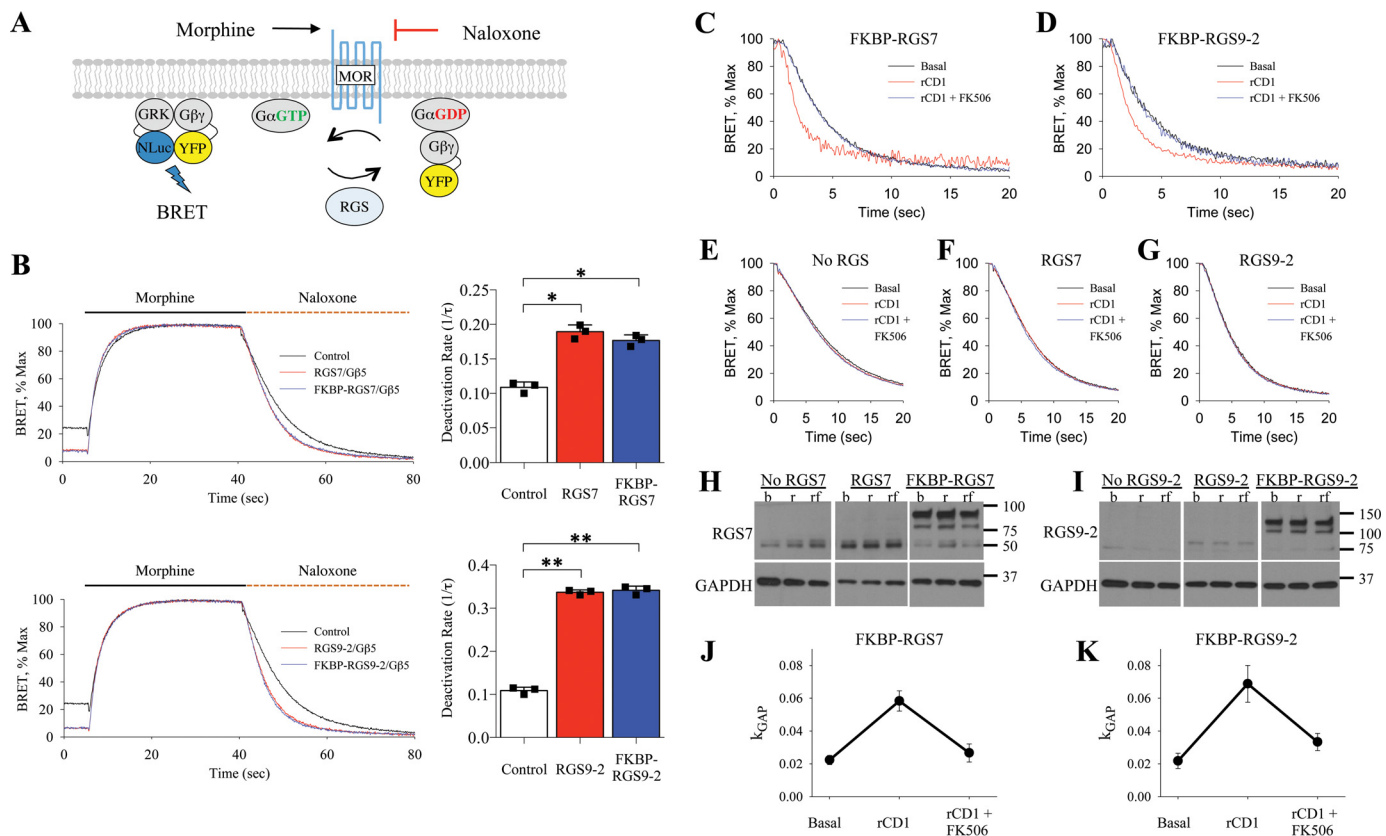 A
Morphine
Naloxone
MOR
GRK
Gβγ
GαGTP
GαGDP
NLuc
YFP
Gβγ
YFP
RGS
BRET
B
Morphine
Naloxone
BRET, % Max
100
80
60
40
20
0
Control
RGS7/Gβ5
FKBP-RGS7/Gβ5
0
20
40
60
80
Time (sec)
Deactivation Rate (1/τ)
0.25
0.20
0.15
0.10
0.05
0.00
*
*
Control
RGS7
FKBP-
RGS7
Morphine
Naloxone
BRET, % Max
100
80
60
40
20
0
Control
RGS9-2/Gβ5
FKBP-RGS9-2/Gβ5
0
20
40
60
80
Time (sec)
Deactivation Rate (1/τ)
0.4
0.3
0.2
0.1
0.0
**
**
Control
RGS9-2
FKBP-
RGS9-2
C
FKBP-RGS7
BRET, % Max
100
80
60
40
20
0
Basal
rCD1
rCD1 + FK506
0
5
10
15
20
Time (sec)
D
FKBP-RGS9-2
BRET, % Max
100
80
60
40
20
0
Basal
rCD1
rCD1 + FK506
0
5
10
15
20
Time (sec)
E
No RGS
BRET, % Max
100
80
60
40
20
0
Basal
rCD1
rCD1 +
FK506
0
5
10
15
20
Time (sec)
F
RGS7
BRET, % Max
100
80
60
40
20
0
Basal
rCD1
rCD1 +
FK506
0
5
10
15
20
Time (sec)
G
RGS9-2
BRET, % Max
100
80
60
40
20
0
Basal
rCD1
rCD1 +
FK506
0
5
10
15
20
Time (sec)
H
No RGS7
RGS7
FKBP-RGS7
b r rf
b r rf
b r rf
RGS7
100
75
50
GAPDH
37
I
No RGS9-2
RGS9-2
FKBP-RGS9-2
b r rf
b r rf
b r rf
RGS9-2
150
100
75
GAPDH
37
J
FKBP-RGS7
kGAP
0.08
0.06
0.04
0.02
0.00
Basal
rCD1
rCD1 +
FK506
K
FKBP-RGS9-2
kGAP
0.08
0.06
0.04
0.02
0.00
Basal
rCD1
rCD1 +
FK506